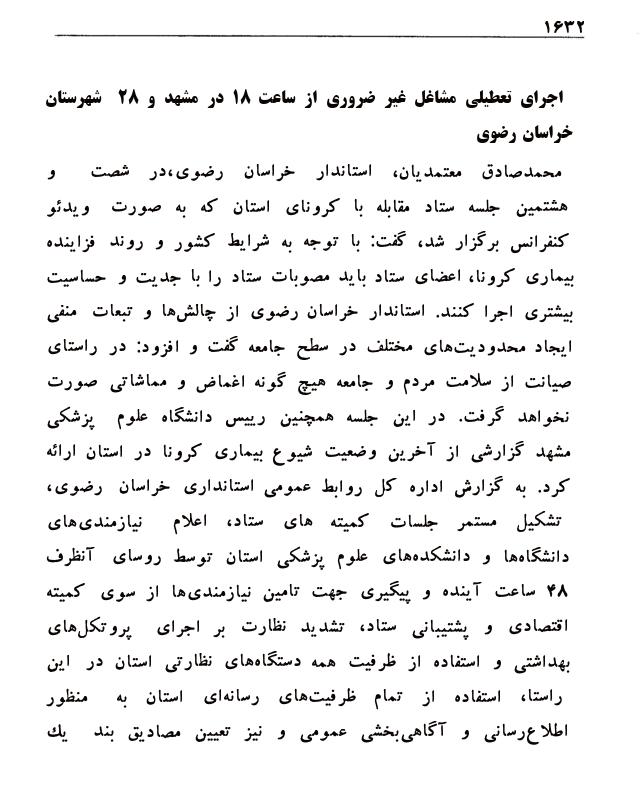 ۱۶۳۲
اجرای تعطیلی مشاغل غیر ضروری از ساعت ۱۸ در مشهد و ۲۸ شهرستان
خراسان رضوی
محمدصادق معتمدیان، استاندار خراسان رضوی،در شصت و
هشتمین جلسه ستاد مقابله با کرونای استان که به صورت ویدئو
کنفرانس برگزار شد، گفت: با توجه به شرایط کشور و روند فزاینده
بیماری کرونا، اعضای ستاد باید مصوبات ستاد را با جدیت و حساسیت
بیشتری اجرا کنند. استاندار خراسان رضوی از چالش‌ها و تبعات منفی
ایجاد محدودیت‌های مختلف در سطح جامعه گفت و افزود: در راستای
صیانت از سلامت مردم و جامعه هیچ گونه اغماض و مماشاتی صورت
نخواهد گرفت. در این جلسه همچنین رییس دانشگاه علوم پزشکی
مشهد گزارشی از آخرین وضعیت شیوع بیماری کرونا در استان ارائه
کرد. به گزارش اداره کل روابط عمومی استانداری خراسان رضوی،
تشکیل مستمر جلسات کمیته های ستاد، اعلام نیازمندی‌های
دانشگاه‌ها و دانشکده‌های علوم پزشکی استان توسط روسای آنظرف
۴۸ ساعت آینده و پیگیری جهت تامین نیازمندی‌ها از سوی کمیته
اقتصادی و پشتیبانی ستاد، تشدید نظارت بر اجرای پروتکل‌های
بهداشتی و استفاده از ظرفیت همه دستگاه‌های نظارتی استان در این
راستا، استفاده از تمام ظرفیت‌های رسانه‌ای استان به منظور
اطلاع‌رسانی و آگاهی‌بخشی عمومی و نیز تعیین مصادیق بند یك